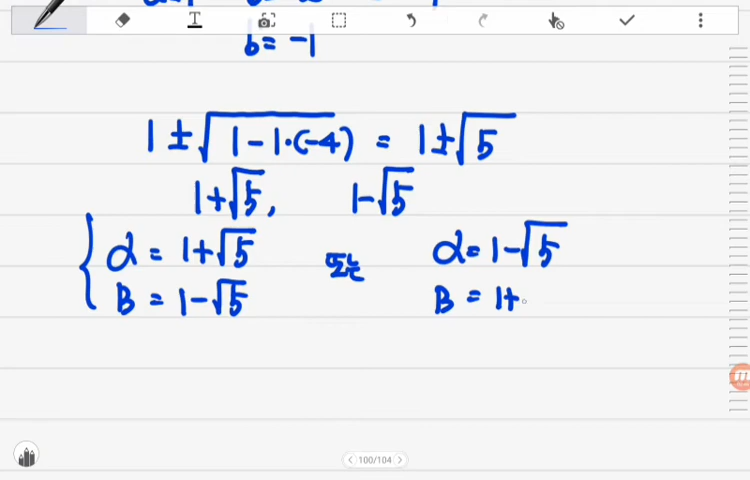 b = -1
1 ± √(1 - 1·(-4)) = 1 ± √5
1+√5, 1-√5
α = 1+√5 또는 α = 1-√5
B = 1-√5 B = 1+
100/104